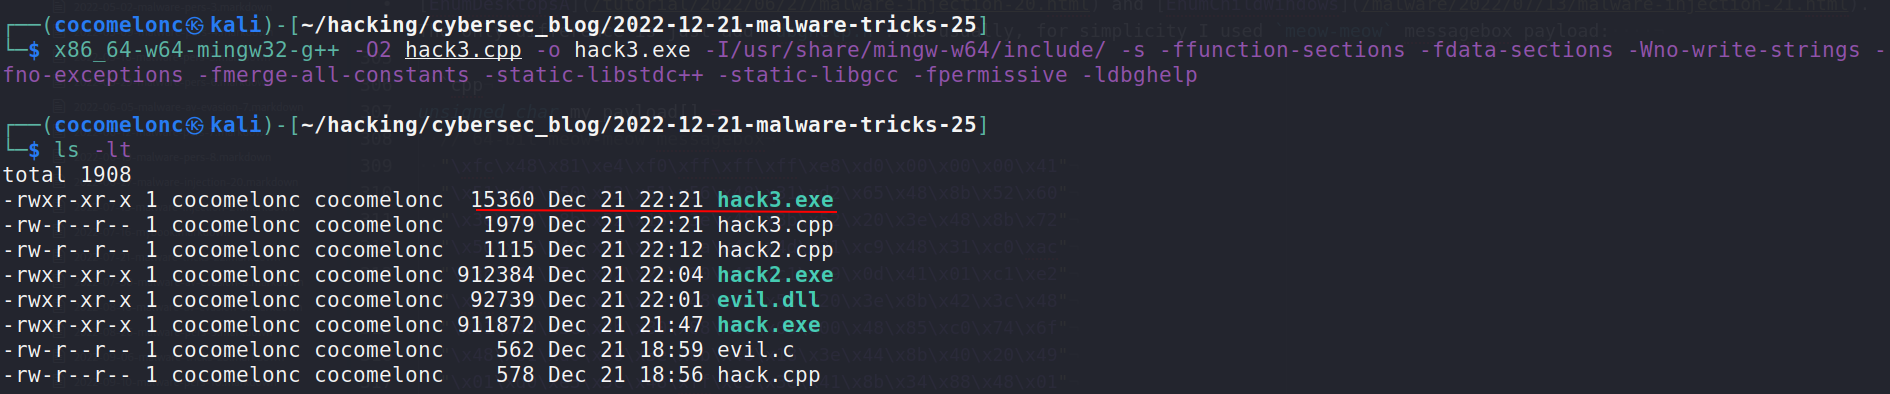 ┌──(cocomelonc㉿kali)-[~/hacking/cybersec_blog/2022-12-21-malware-tricks-25]
└─$ x86_64-w64-mingw32-g++ -O2 hack3.cpp -o hack3.exe -I/usr/share/mingw-w64/include/ -s -ffunction-sections -fdata-sections -Wno-write-strings -
fno-exceptions -fmerge-all-constants -static-libstdc++ -static-libgcc -fpermissive -ldbghelp
┌──(cocomelonc㉿kali)-[~/hacking/cybersec_blog/2022-12-21-malware-tricks-25]
└─$ ls -lt
total 1908
-rwxr-xr-x 1 cocomelonc cocomelonc  15360 Dec 21 22:21 hack3.exe
-rw-r--r-- 1 cocomelonc cocomelonc   1979 Dec 21 22:21 hack3.cpp
-rw-r--r-- 1 cocomelonc cocomelonc   1115 Dec 21 22:12 hack2.cpp
-rwxr-xr-x 1 cocomelonc cocomelonc 912384 Dec 21 22:04 hack2.exe
-rwxr-xr-x 1 cocomelonc cocomelonc  92739 Dec 21 22:01 evil.dll
-rwxr-xr-x 1 cocomelonc cocomelonc 911872 Dec 21 21:47 hack.exe
-rw-r--r-- 1 cocomelonc cocomelonc    562 Dec 21 18:59 evil.c
-rw-r--r-- 1 cocomelonc cocomelonc    578 Dec 21 18:56 hack.cpp